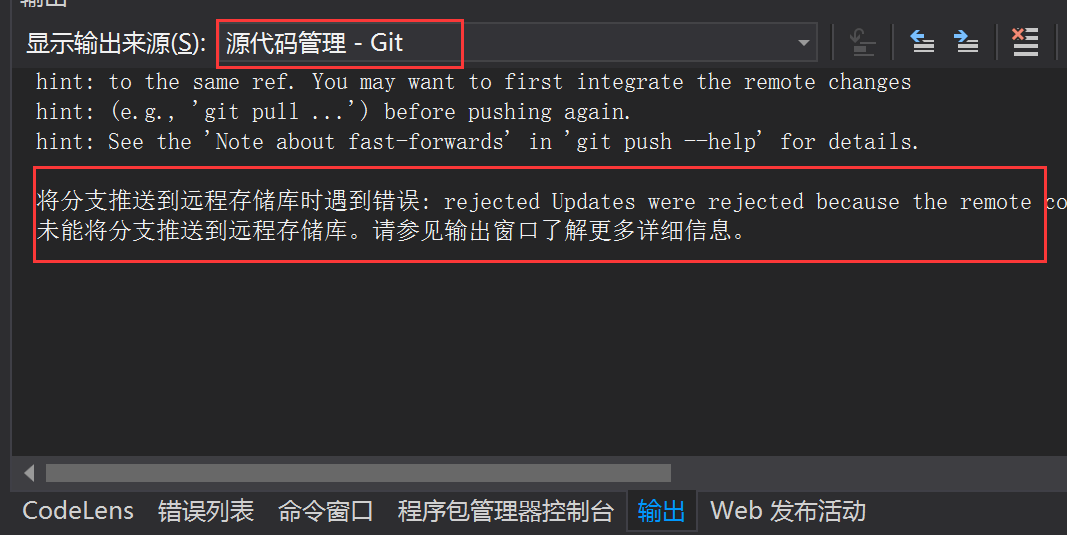 输出
显示输出来源(S): 源代码管理 - Git
hint: to the same ref. You may want to first integrate the remote changes
hint: (e.g., 'git pull ...') before pushing again.
hint: See the 'Note about fast-forwards' in 'git push --help' for details.
将分支推送到远程存储库时遇到错误: rejected Updates were rejected because the remote co
未能将分支推送到远程存储库。请参见输出窗口了解更多详细信息。
CodeLens 错误列表 命令窗口 程序包管理器控制台 输出 Web 发布活动